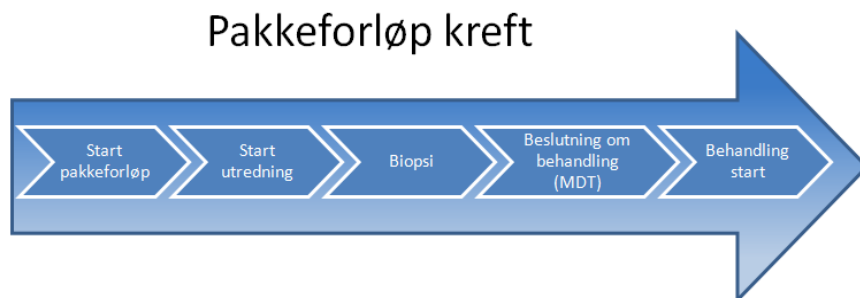 Pakkeforløp kreft
Start
pakkeforløp
Start
utredning
Biopsi
Beslutning om
behandling
(MDT)
Behandling
start